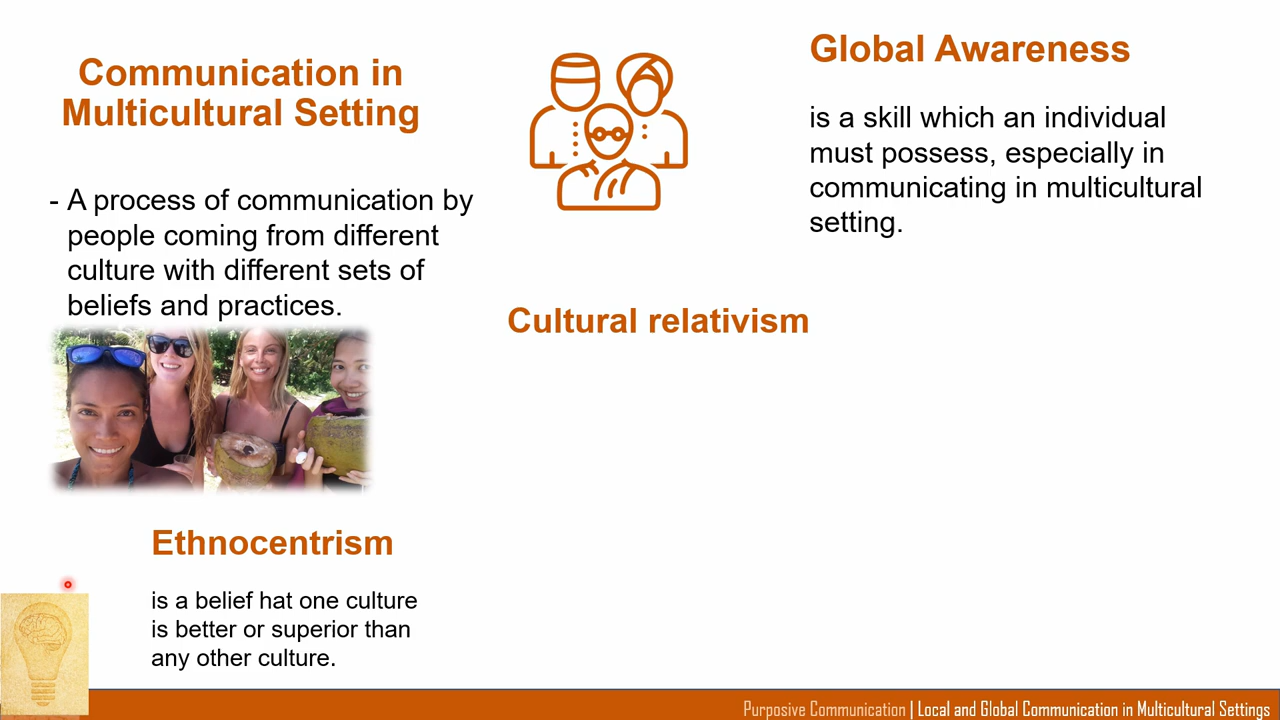 Communication in
Multicultural Setting
- A process of communication by
people coming from different
culture with different sets of
beliefs and practices.
Global Awareness
is a skill which an individual
must possess, especially in
communicating in multicultural
setting.
Cultural relativism
Ethnocentrism
is a belief hat one culture
is better or superior than
any other culture.
Purposive Communication | Local and Global Communication in Multicultural Settings